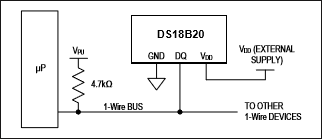 DS18B20
GND DQ VDD
VPU
VDD (EXTERNAL
SUPPLY)
µP
4.7kΩ
1-Wire BUS
TO OTHER
1-Wire DEVICES